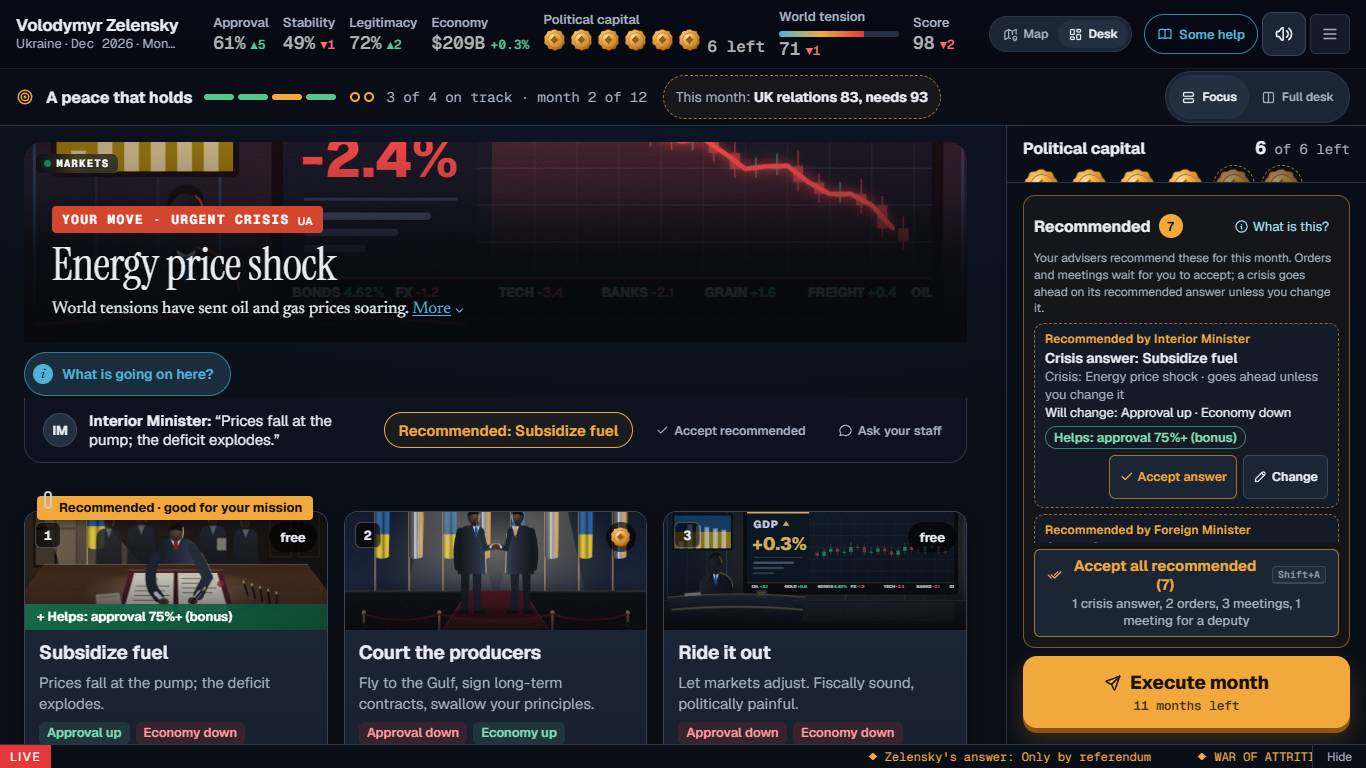 Volodymyr Zelensky
Ukraine · Dec 2026 · Mon…
Approval
61% ▲5
Stability
49% ▼1
Legitimacy
72% ▲2
Economy
$209B +0.3%
Political capital
6 left
World tension
71 ▼1
Score
98 ▼2
Map
Desk
Some help
A peace that holds
3 of 4 on track · month 2 of 12
This month: UK relations 83, needs 93
Focus
Full desk
MARKETS
-2.4%
YOUR MOVE · URGENT CRISIS UA
Energy price shock
BONDS 4.62% FX -1.2 TECH -3.4 BANKS -2.1 GRAIN +1.6 FREIGHT +0.4 OIL
World tensions have sent oil and gas prices soaring. More
What is going on here?
IM
Interior Minister: “Prices fall at the
pump; the deficit explodes.”
Recommended: Subsidize fuel
Accept recommended
Ask your staff
Recommended · good for your mission
1
free
+ Helps: approval 75%+ (bonus)
Subsidize fuel
Prices fall at the pump; the deficit
explodes.
Approval up
Economy down
2
Court the producers
Fly to the Gulf, sign long-term
contracts, swallow your principles.
Approval down
Economy up
3
GDP ▲
+0.3%
free
Ride it out
Let markets adjust. Fiscally sound,
politically painful.
Approval down
Economy down
Political capital
6 of 6 left
Recommended 7
What is this?
Your advisers recommend these for this month. Orders
and meetings wait for you to accept; a crisis goes
ahead on its recommended answer unless you change
it.
Recommended by Interior Minister
Crisis answer: Subsidize fuel
Crisis: Energy price shock · goes ahead unless
you change it
Will change: Approval up · Economy down
Helps: approval 75%+ (bonus)
Accept answer
Change
Recommended by Foreign Minister
Accept all recommended
(7)
Shift+A
1 crisis answer, 2 orders, 3 meetings, 1
meeting for a deputy
Execute month
11 months left
LIVE
◆ Zelensky's answer: Only by referendum
◆ WAR OF ATTRITI
Hide